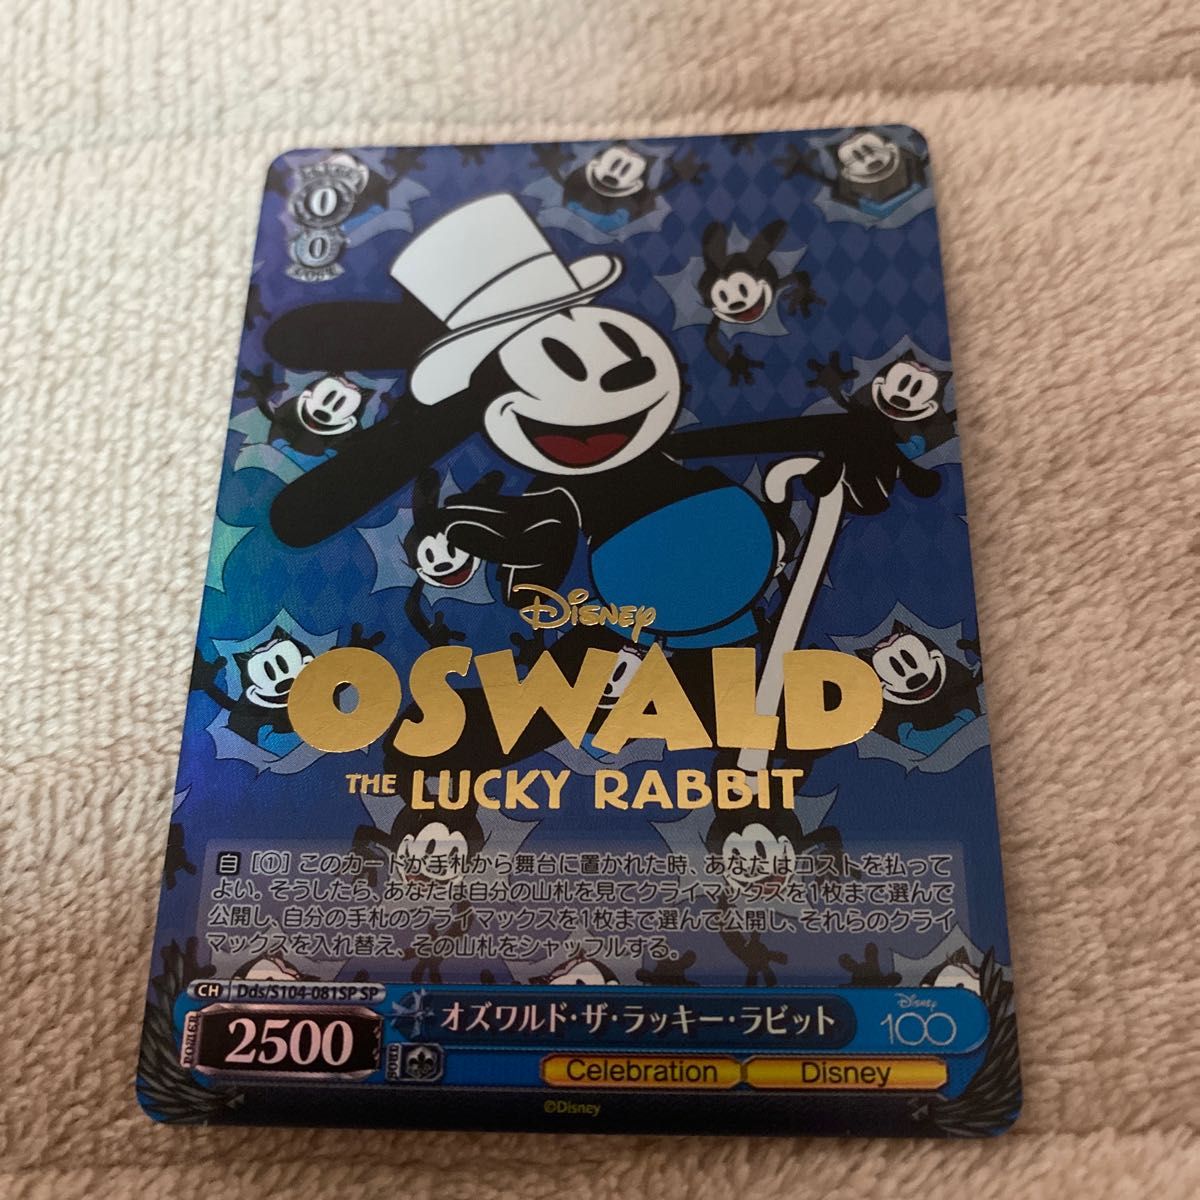 0
0
Disney
OSWALD
THE LUCKY RABBIT
自 [①] このカードが手札から舞台に置かれた時、あなたはコストを払って
よい。そうしたら、あなたは自分の山札を見てクライマックスを1枚まで選んで
公開し、自分の手札のクライマックスを1枚まで選んで公開し、それらのクライ
マックスを入れ替え、その山札をシャッフルする。
CH Dds/S104-081SP SP
POWER 2500 SOUL
オズワルド・ザ・ラッキー・ラビット
Disney 100
Celebration Disney
©Disney